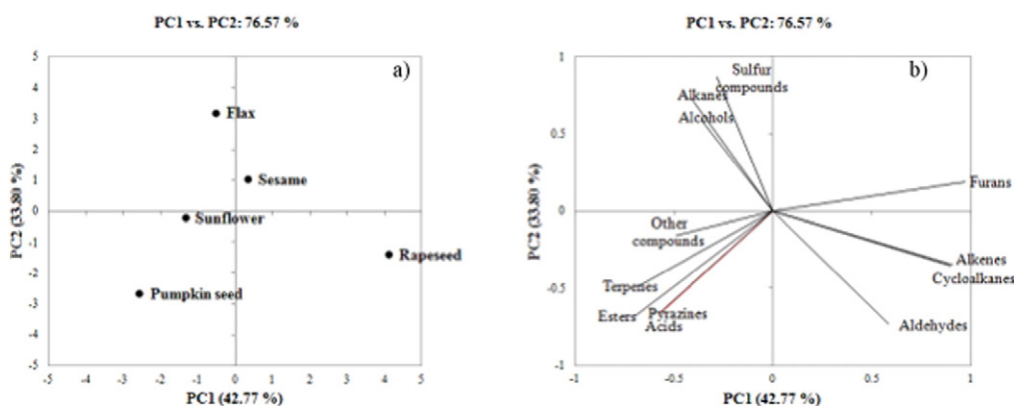 PC1 vs. PC2: 76.57 %
a)
5
4
3
2
1
0
-1
-2
-3
-4
-5
PC2 (33.80 %)
Flax
Sesame
Sunflower
Rapeseed
Pumpkin seed
-5 -4 -3 -2 -1 0 1 2 3 4 5
PC1 (42.77 %)
PC1 vs. PC2: 76.57 %
b)
1
0.5
0
-0.5
-1
PC2 (33.80 %)
Sulfur
compounds
Alkanes
Alcohols
Furans
Other
compounds
Alkenes
Cycloalkanes
Terpenes
Esters
Pyrazines
Acids
Aldehydes
-1 -0.5 0 0.5 1
PC1 (42.77 %)